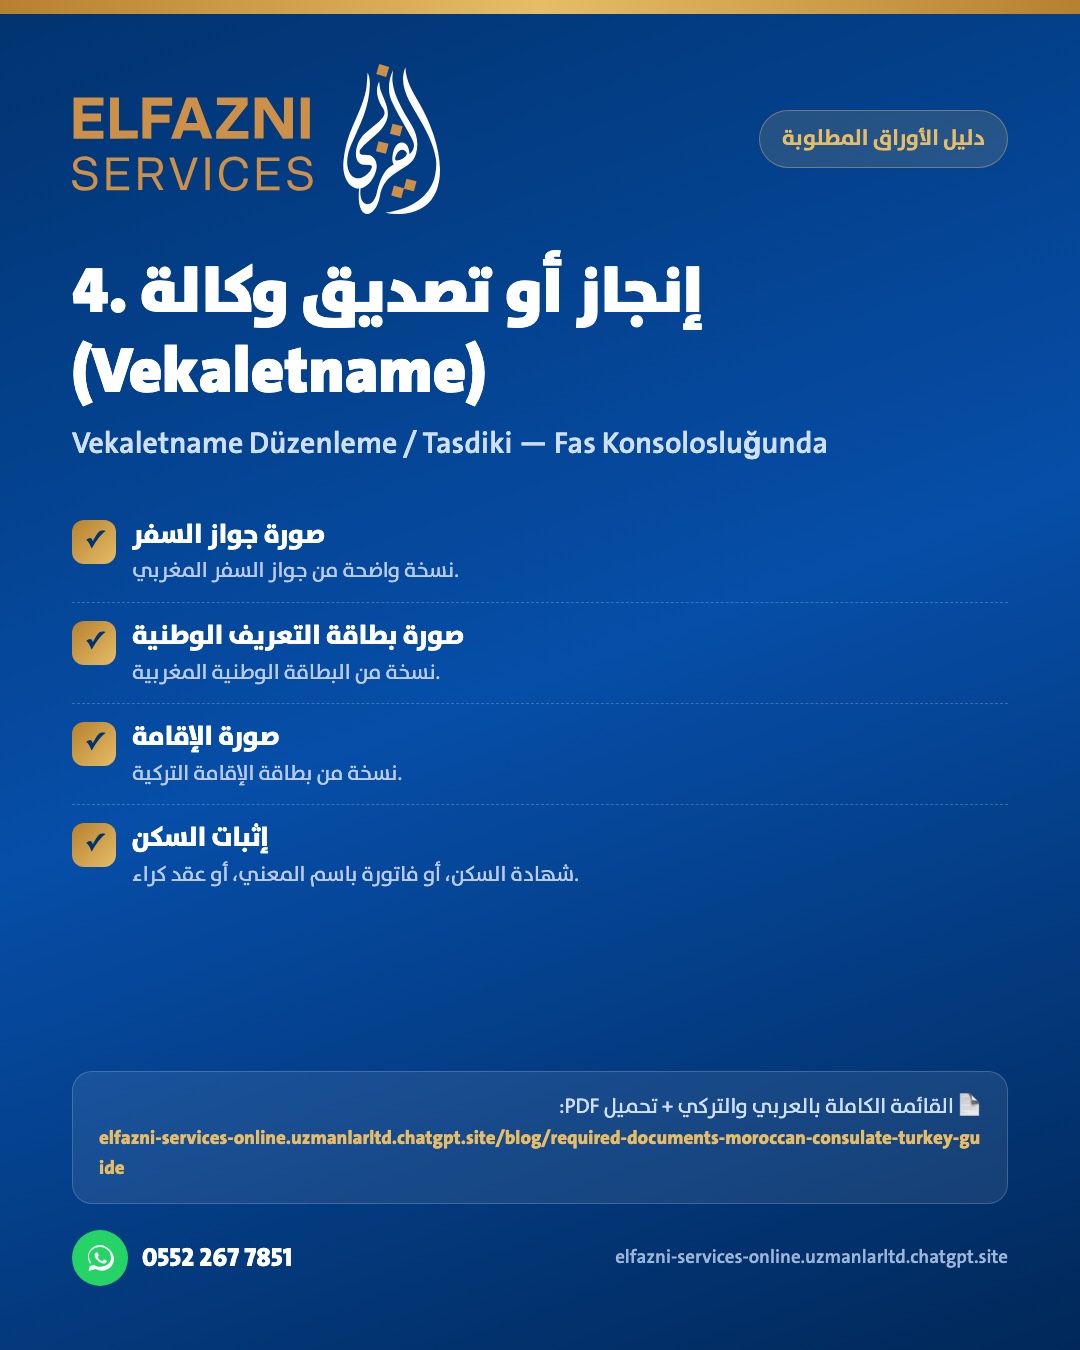 ELFAZNI
SERVICES
الفزني
دليل الأوراق المطلوبة
4. إنجاز أو تصديق وكالة
(Vekaletname)
Vekaletname Düzenleme / Tasdiki — Fas Konsolosluğunda
✓ صورة جواز السفر
نسخة واضحة من جواز السفر المغربي.
✓ صورة بطاقة التعريف الوطنية
نسخة من البطاقة الوطنية المغربية.
✓ صورة الإقامة
نسخة من بطاقة الإقامة التركية.
✓ إثبات السكن
شهادة السكن، أو فاتورة باسم المعني، أو عقد كراء.
القائمة الكاملة بالعربي والتركي + تحميل PDF:
elfazni-services-online.uzmanlarltd.chatgpt.site/blog/required-documents-moroccan-consulate-turkey-gu
ide
0552 267 7851
elfazni-services-online.uzmanlarltd.chatgpt.site